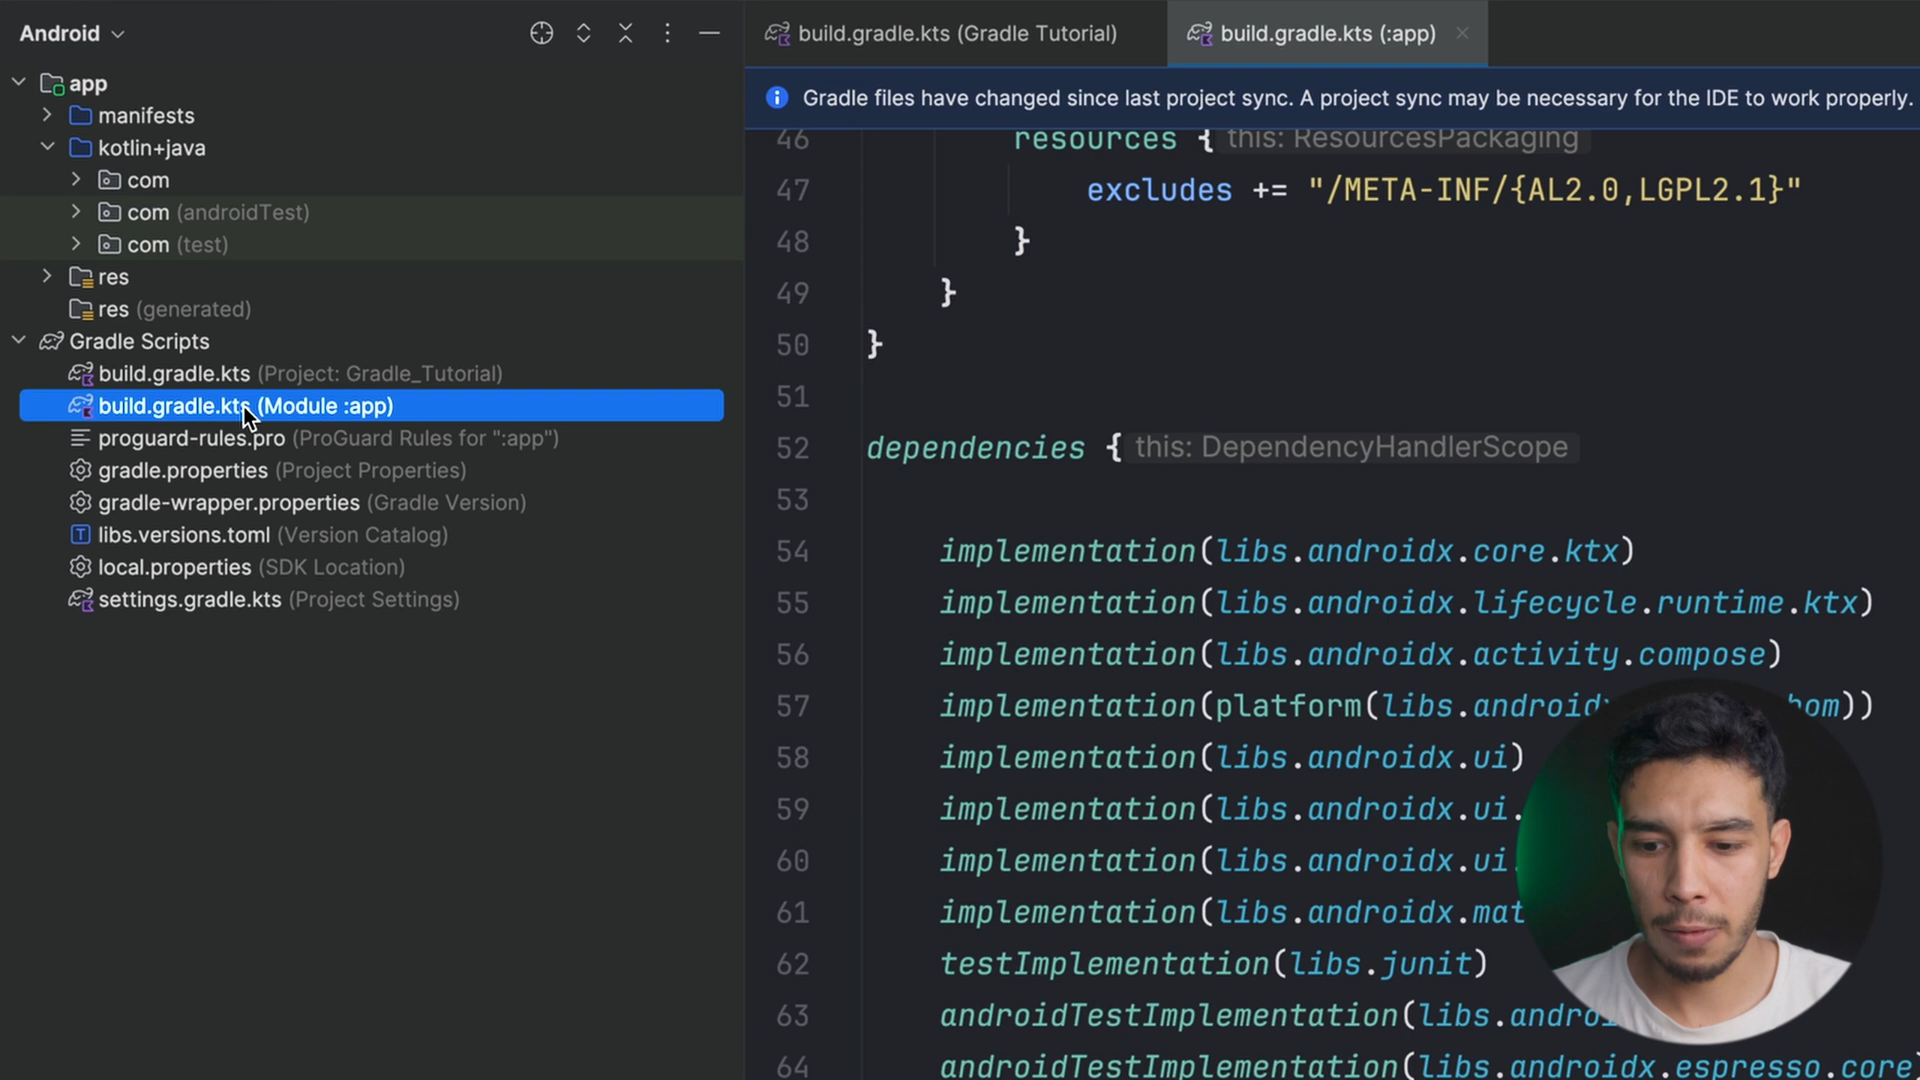 Android
app
manifests
kotlin+java
com
com (androidTest)
com (test)
res
res (generated)
Gradle Scripts
build.gradle.kts (Project: Gradle_Tutorial)
build.gradle.kts (Module :app)
proguard-rules.pro (ProGuard Rules for ":app")
gradle.properties (Project Properties)
gradle-wrapper.properties (Gradle Version)
libs.versions.toml (Version Catalog)
local.properties (SDK Location)
settings.gradle.kts (Project Settings)
build.gradle.kts (Gradle Tutorial)
build.gradle.kts (:app)
Gradle files have changed since last project sync. A project sync may be necessary for the IDE to work properly.
46 resources { this: ResourcesPackaging
47 excludes += "/META-INF/{AL2.0,LGPL2.1}"
48 }
49 }
50 }
51
52 dependencies { this: DependencyHandlerScope
53
54 implementation(libs.androidx.core.ktx)
55 implementation(libs.androidx.lifecycle.runtime.ktx)
56 implementation(libs.androidx.activity.compose)
57 implementation(platform(libs.android bom))
58 implementation(libs.androidx.ui)
59 implementation(libs.androidx.ui.
60 implementation(libs.androidx.ui.
61 implementation(libs.androidx.mat
62 testImplementation(libs.junit)
63 androidTestImplementation(libs.andro
64 androidTestImplementation(libs.androidx.espresso.core)